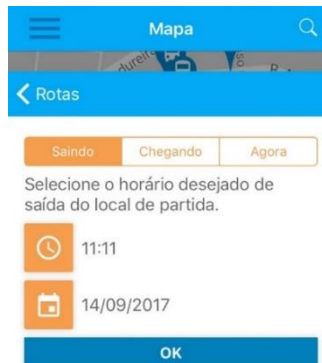 Mapa
Rotas
Saindo Chegando Agora
Selecione o horário desejado de
saída do local de partida.
11:11
14/09/2017
OK